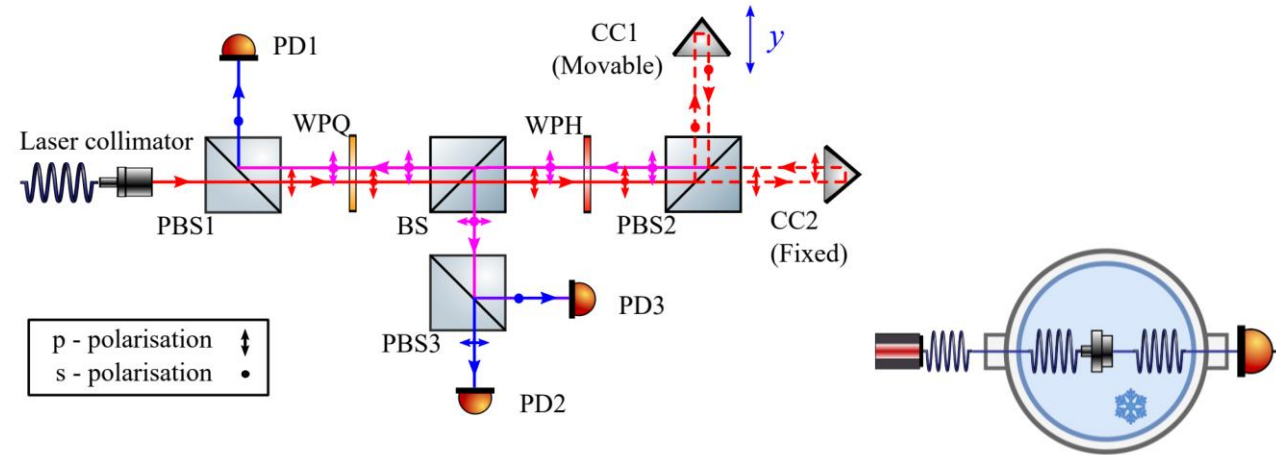 PD1
CC1
(Movable)
y
Laser collimator
WPQ
WPH
PBS1
BS
PBS2
CC2
(Fixed)
PD3
PBS3
PD2
p - polarisation
s - polarisation